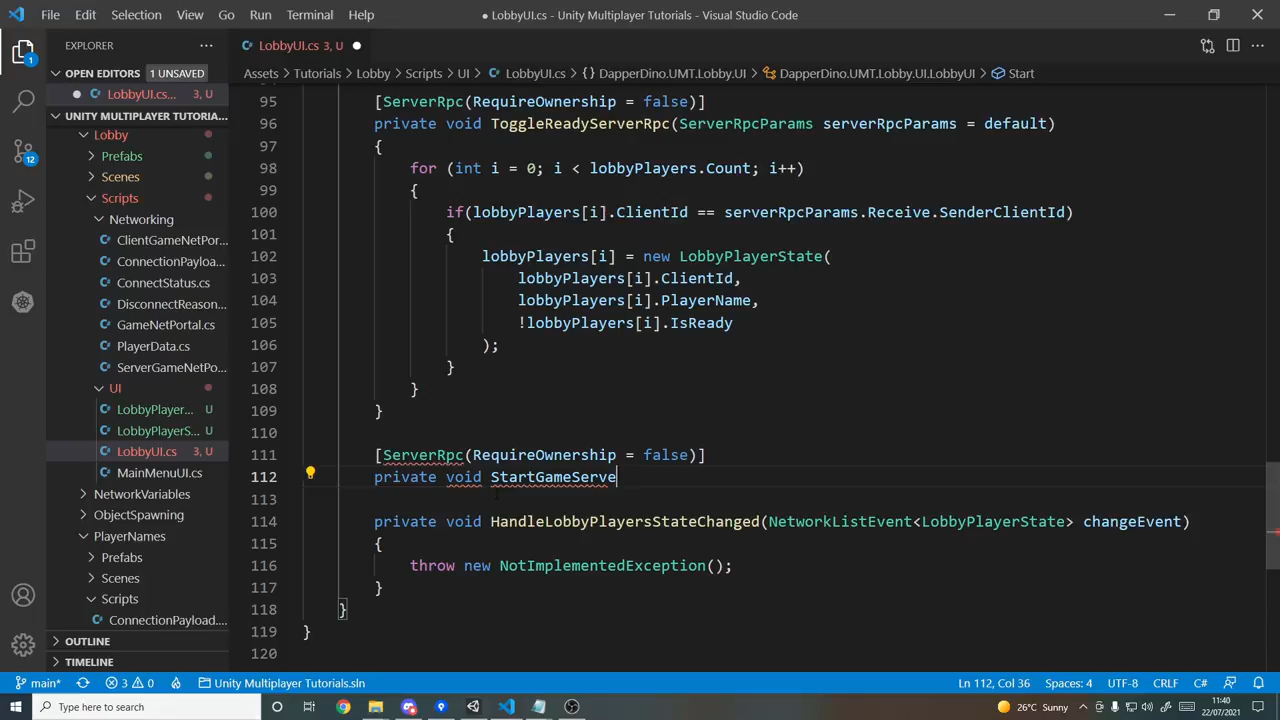 File Edit Selection View Go Run Terminal Help
● LobbyUI.cs - Unity Multiplayer Tutorials - Visual Studio Code
EXPLORER
OPEN EDITORS 1 UNSAVED
LobbyUI.cs... 3, U
UNITY MULTIPLAYER TUTORIA...
Lobby
Prefabs
Scenes
Scripts
Networking
ClientGameNetPor...
ConnectionPayloa...
ConnectStatus.cs
DisconnectReason...
GameNetPortal.cs
PlayerData.cs
ServerGameNetPo...
UI
LobbyPlayer... U
LobbyPlayerS... U
LobbyUI.cs 3, U
MainMenuUI.cs
NetworkVariables
ObjectSpawning
PlayerNames
Prefabs
Scenes
Scripts
ConnectionPayload...
OUTLINE
TIMELINE
1
12
LobbyUI.cs 3, U
Assets > Tutorials > Lobby > Scripts > UI > LobbyUI.cs > {} DapperDino.UMT.Lobby.UI > DapperDino.UMT.Lobby.UI.LobbyUI > Start
95 [ServerRpc(RequireOwnership = false)]
96 private void ToggleReadyServerRpc(ServerRpcParams serverRpcParams = default)
97 {
98 for (int i = 0; i < lobbyPlayers.Count; i++)
99 {
100 if(lobbyPlayers[i].ClientId == serverRpcParams.Receive.SenderClientId)
101 {
102 lobbyPlayers[i] = new LobbyPlayerState(
103 lobbyPlayers[i].ClientId,
104 lobbyPlayers[i].PlayerName,
105 !lobbyPlayers[i].IsReady
106 );
107 }
108 }
109 }
110
111 [ServerRpc(RequireOwnership = false)]
112 private void StartGameServe
113
114 private void HandleLobbyPlayersStateChanged(NetworkListEvent<LobbyPlayerState> changeEvent)
115 {
116 throw new NotImplementedException();
117 }
118 }
119 }
120
main* 3 0 Unity Multiplayer Tutorials.sln Ln 112, Col 36 Spaces: 4 UTF-8 CRLF C#
Type here to search 26°C Sunny 11:40
22/07/2021